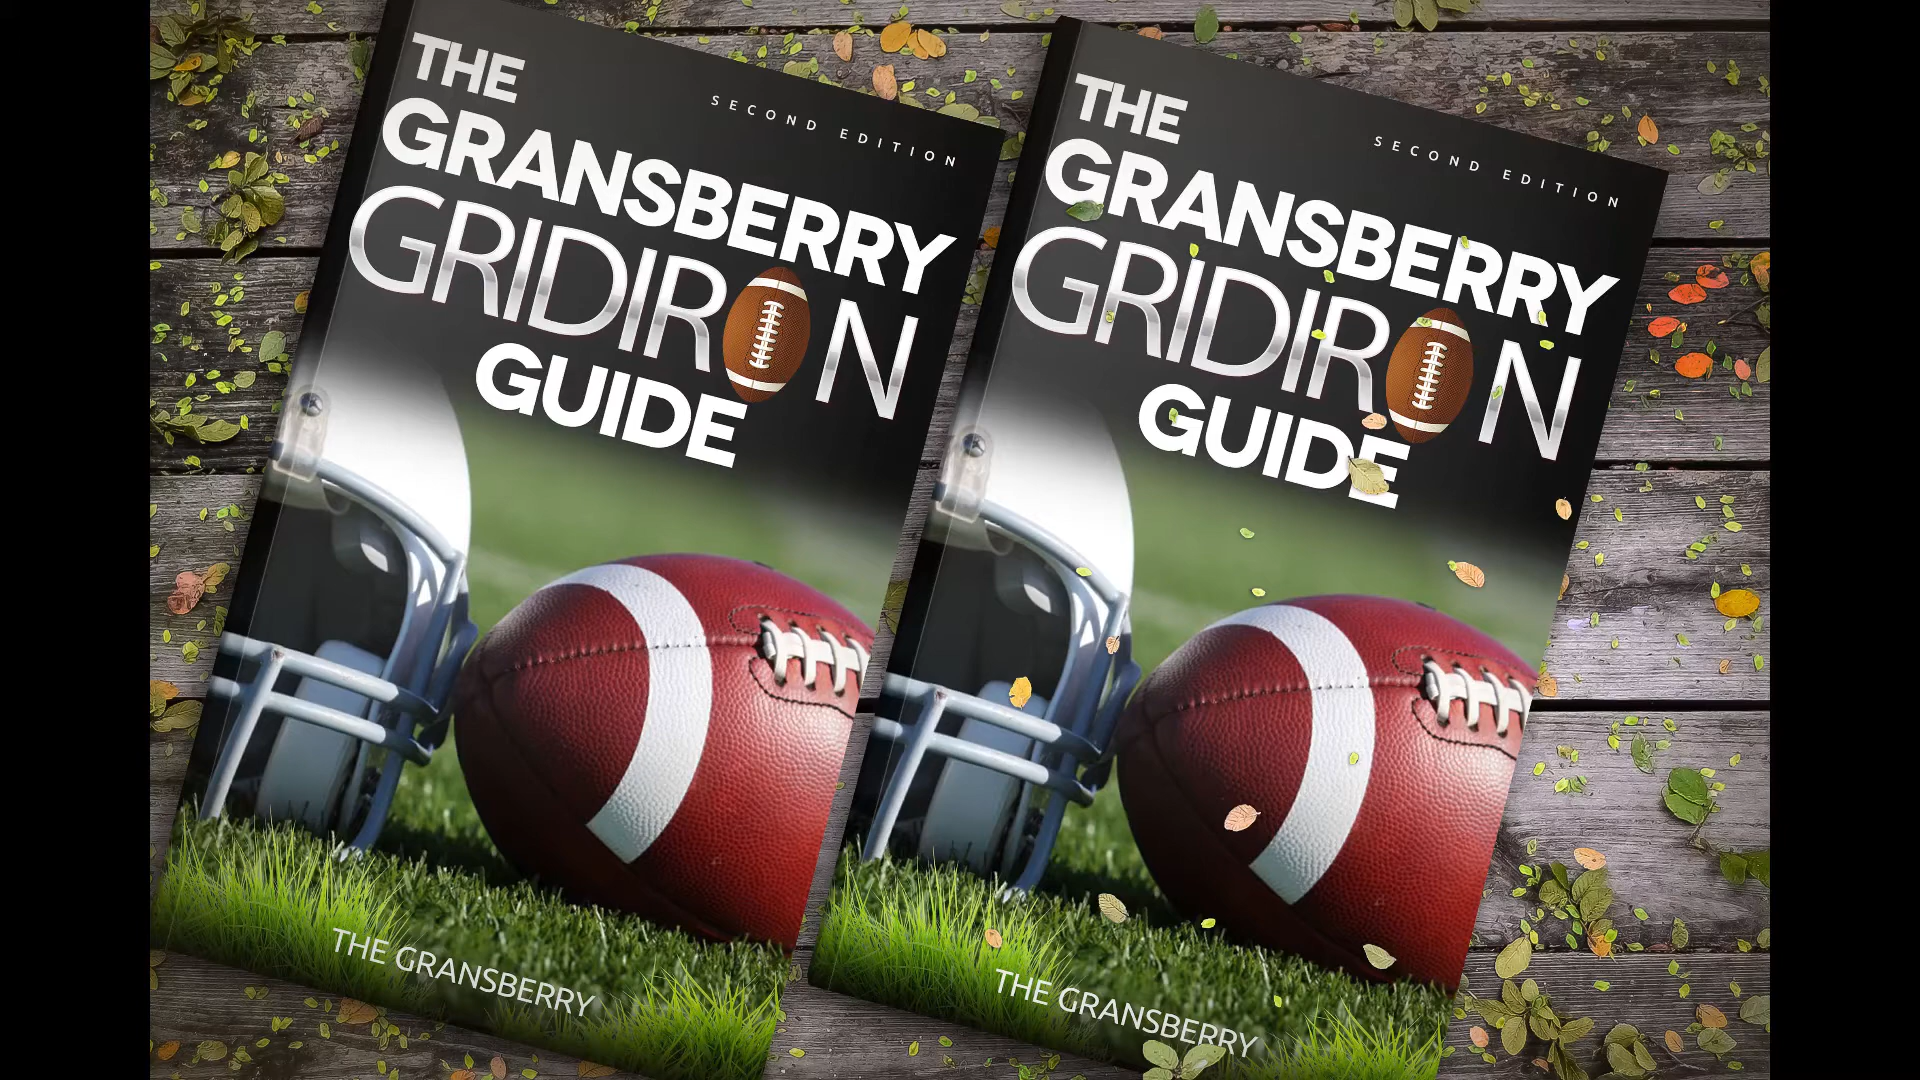 THE
SECOND EDITION
GRANSBERRY
GRIDIRON
GUIDE
THE GRANSBERRY
THE
SECOND EDITION
GRANSBERRY
GRIDIRON
GUIDE
THE GRANSBERRY